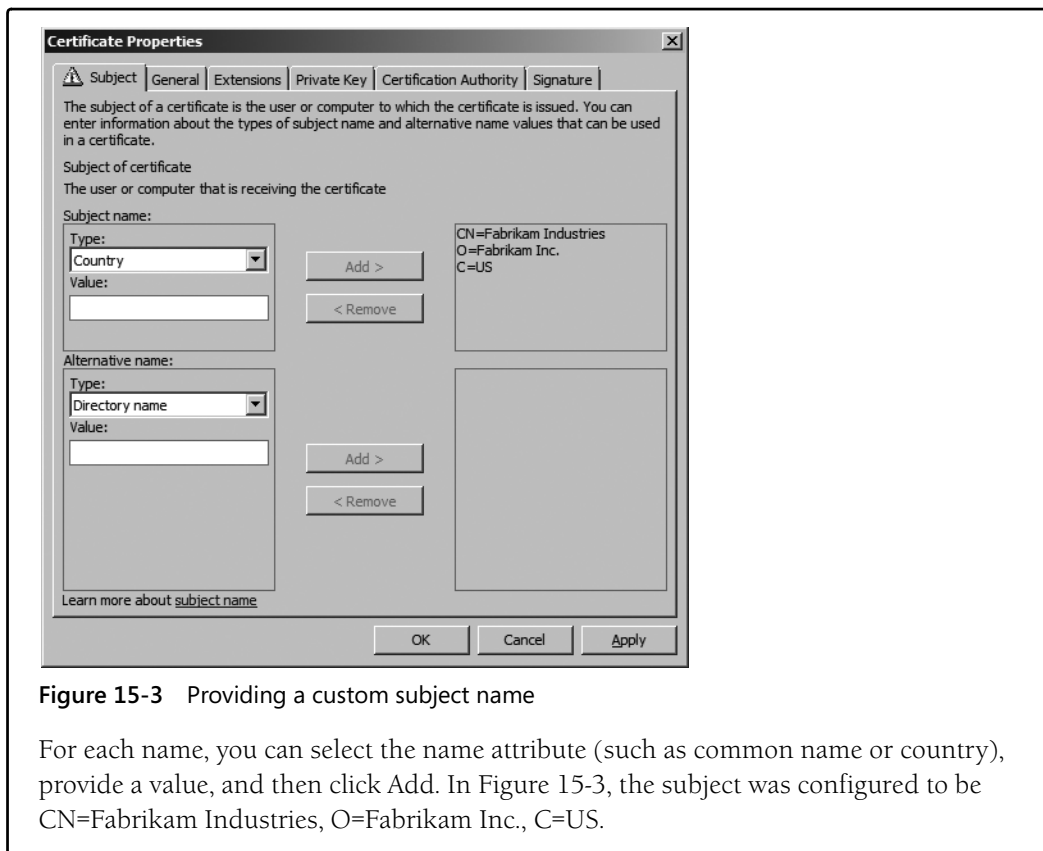 Certificate Properties
Subject General Extensions Private Key Certification Authority Signature
The subject of a certificate is the user or computer to which the certificate is issued. You can
enter information about the types of subject name and alternative name values that can be used
in a certificate.
Subject of certificate
The user or computer that is receiving the certificate
Subject name:
Type:
Country
Value:
Add >
< Remove
CN=Fabrikam Industries
O=Fabrikam Inc.
C=US
Alternative name:
Type:
Directory name
Value:
Add >
< Remove
Learn more about subject name
OK Cancel Apply
Figure 15-3 Providing a custom subject name
For each name, you can select the name attribute (such as common name or country),
provide a value, and then click Add. In Figure 15-3, the subject was configured to be
CN=Fabrikam Industries, O=Fabrikam Inc., C=US.